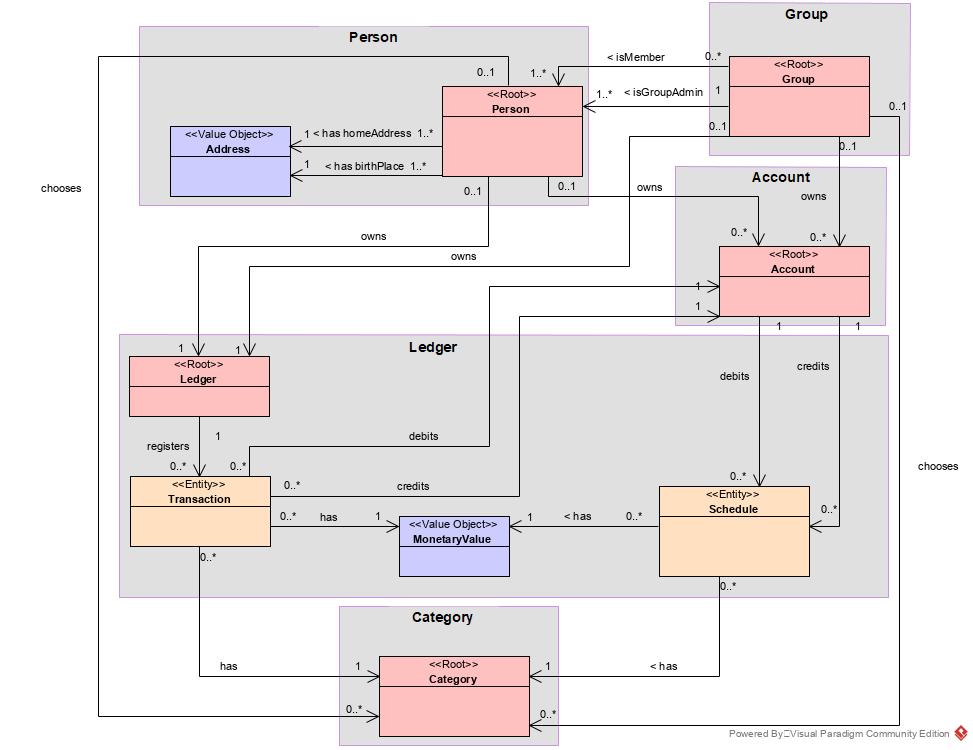 Group
Person
< isMember
0..*
<<Root>>
Group
0..1
1..*
<<Root>>
Person
1..*
< isGroupAdmin
1
0..1
<<Value Object>>
Address
1
< has homeAddress
1..*
0..1
0..1
1
< has birthPlace
1..*
Account
chooses
0..1
0..1
owns
owns
owns
0..*
0..*
owns
<<Root>>
Account
1
1
1
1
Ledger
1
1
<<Root>>
Ledger
debits
credits
registers
1
debits
0..*
0..*
chooses
<<Entity>>
Transaction
0..*
credits
0..*
<<Entity>>
Schedule
0..*
has
1
<<Value Object>>
MonetaryValue
1
< has
0..*
0..*
0..*
0..*
Category
has
1
<<Root>>
Category
1
< has
0..*
0..*
Powered By Visual Paradigm Community Edition